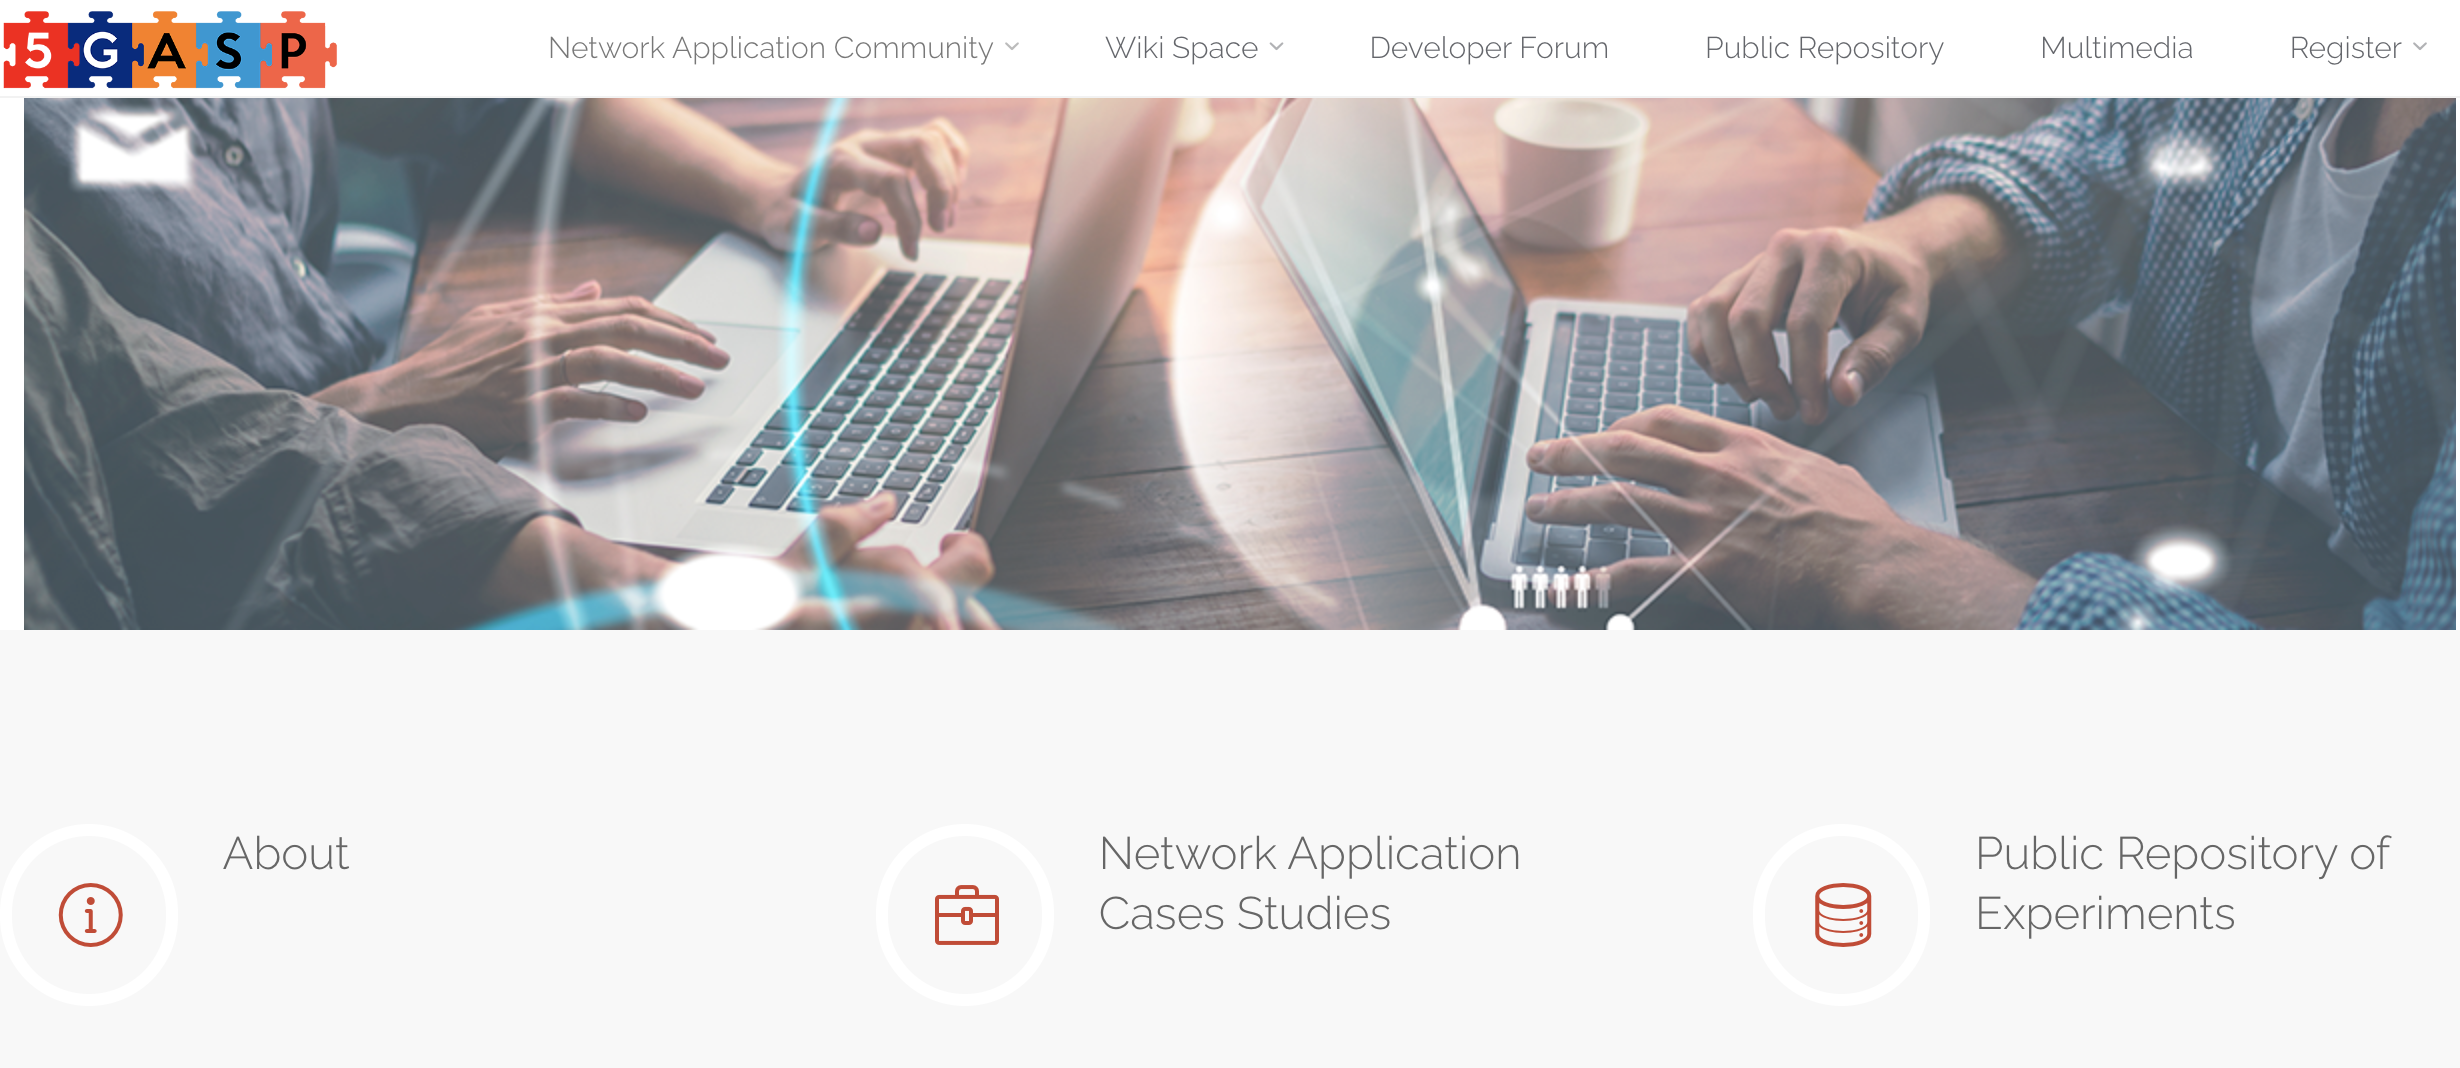 5GASP
Network Application Community
Wiki Space
Developer Forum
Public Repository
Multimedia
Register
About
Network Application
Cases Studies
Public Repository of
Experiments